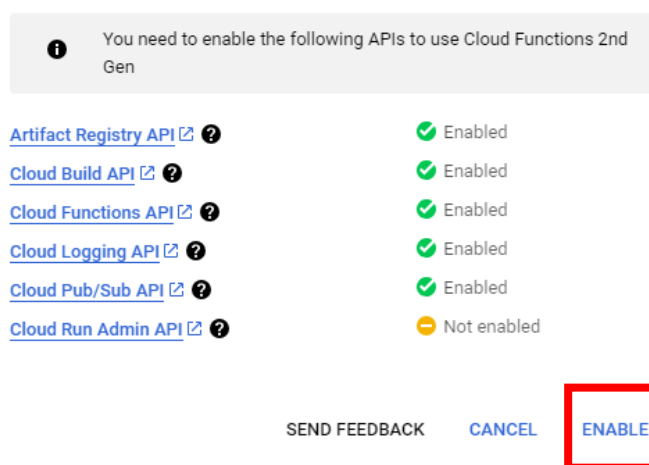 You need to enable the following APIs to use Cloud Functions 2nd
Gen
Artifact Registry API Enabled
Cloud Build API Enabled
Cloud Functions API Enabled
Cloud Logging API Enabled
Cloud Pub/Sub API Enabled
Cloud Run Admin API Not enabled
SEND FEEDBACK CANCEL ENABLE